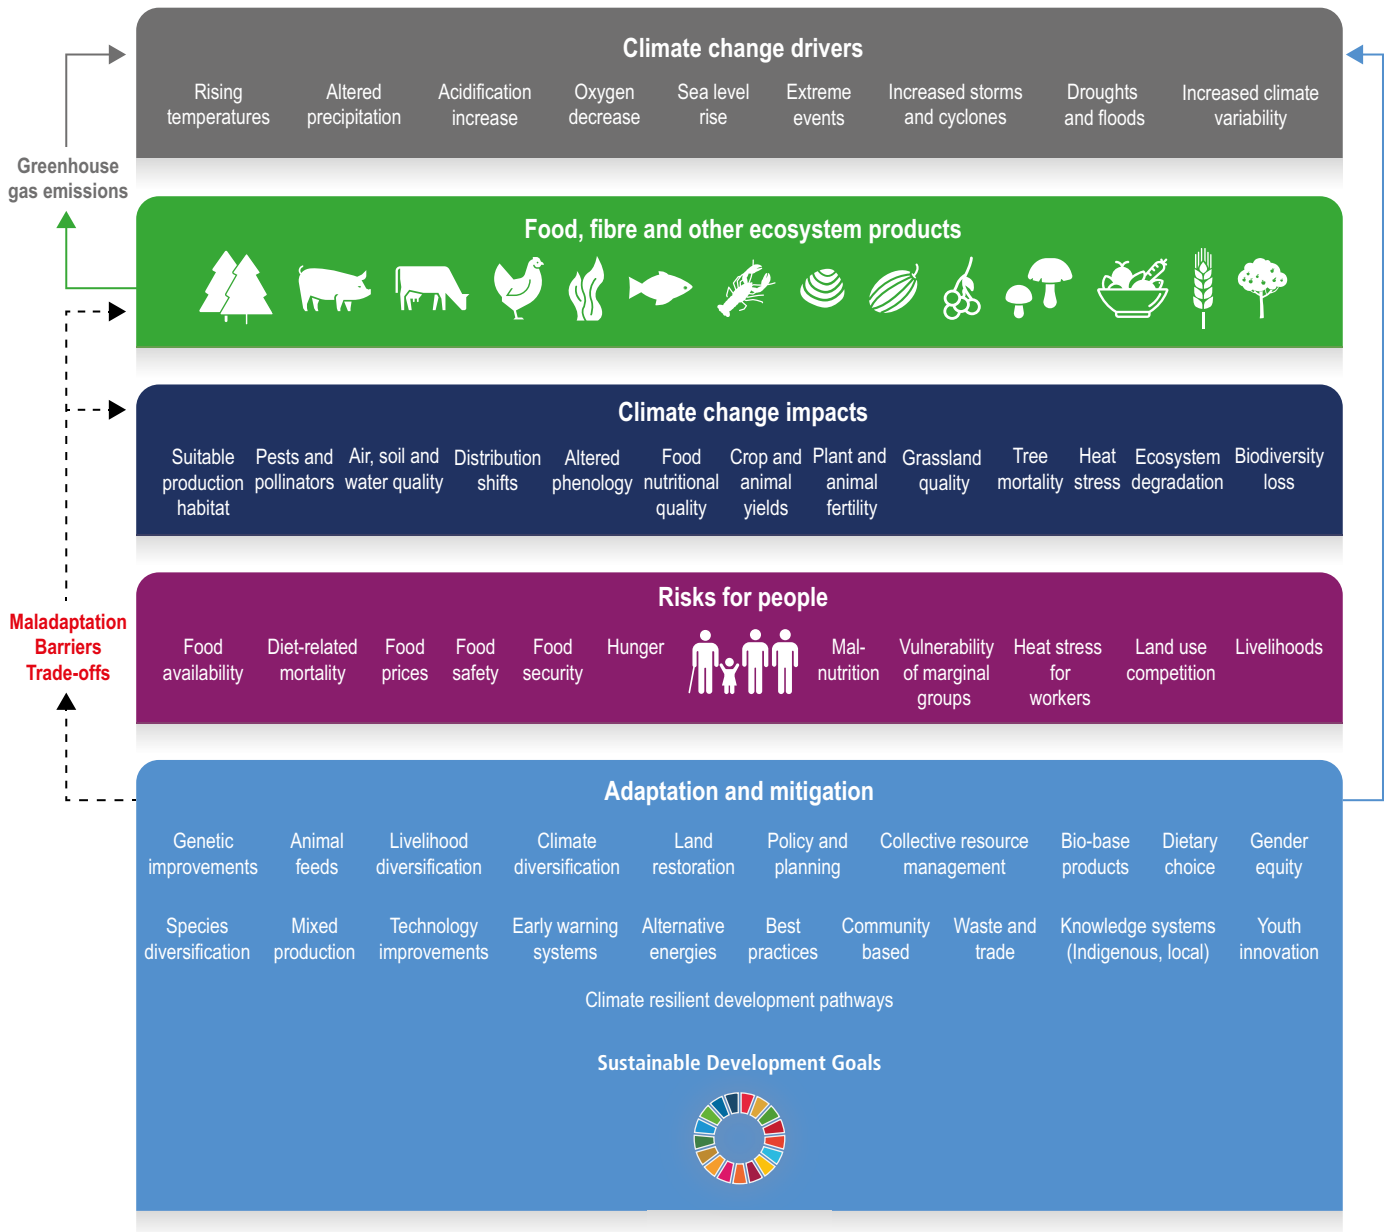 Climate change drivers
Rising
temperatures
Altered
precipitation
Acidification
increase
Oxygen
decrease
Sea level
rise
Extreme
events
Increased storms
and cyclones
Droughts
and floods
Increased climate
variability
Greenhouse
gas emissions
Food, fibre and other ecosystem products
Climate change impacts
Suitable
production
habitat
Pests and
pollinators
Air, soil and
water quality
Distribution
shifts
Altered
phenology
Food
nutritional
quality
Crop and
animal
yields
Plant and
animal
fertility
Grassland
quality
Tree
mortality
Heat
stress
Ecosystem
degradation
Biodiversity
loss
Maladaptation
Barriers
Trade-offs
Risks for people
Food
availability
Diet-related
mortality
Food
prices
Food
safety
Food
security
Hunger
Mal-
nutrition
Vulnerability
of marginal
groups
Heat stress
for
workers
Land use
competition
Livelihoods
Adaptation and mitigation
Genetic
improvements
Animal
feeds
Livelihood
diversification
Climate
diversification
Land
restoration
Policy and
planning
Collective resource
management
Bio-base
products
Dietary
choice
Gender
equity
Species
diversification
Mixed
production
Technology
improvements
Early warning
systems
Alternative
energies
Best
practices
Community
based
Waste and
trade
Knowledge systems
(Indigenous, local)
Youth
innovation
Climate resilient development pathways
Sustainable Development Goals